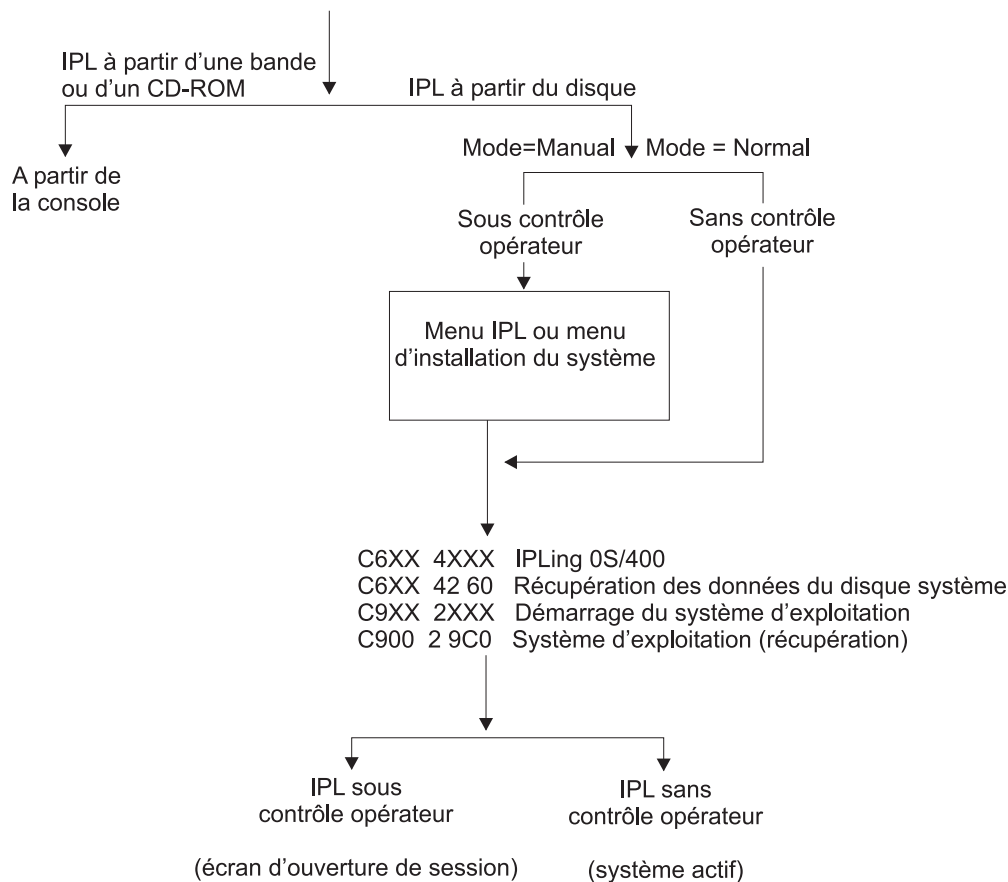 IPL à partir d'une bande
ou d'un CD-ROM
IPL à partir du disque
Mode=Manual
Mode = Normal
A partir de
la console
Sous contrôle
opérateur
Sans contrôle
opérateur
Menu IPL ou menu
d'installation du système
C6XX 4XXX IPLing 0S/400
C6XX 42 60 Récupération des données du disque système
C9XX 2XXX Démarrage du système d'exploitation
C900 2 9C0 Système d'exploitation (récupération)
IPL sous
contrôle opérateur
(écran d'ouverture de session)
IPL sans
contrôle opérateur
(système actif)